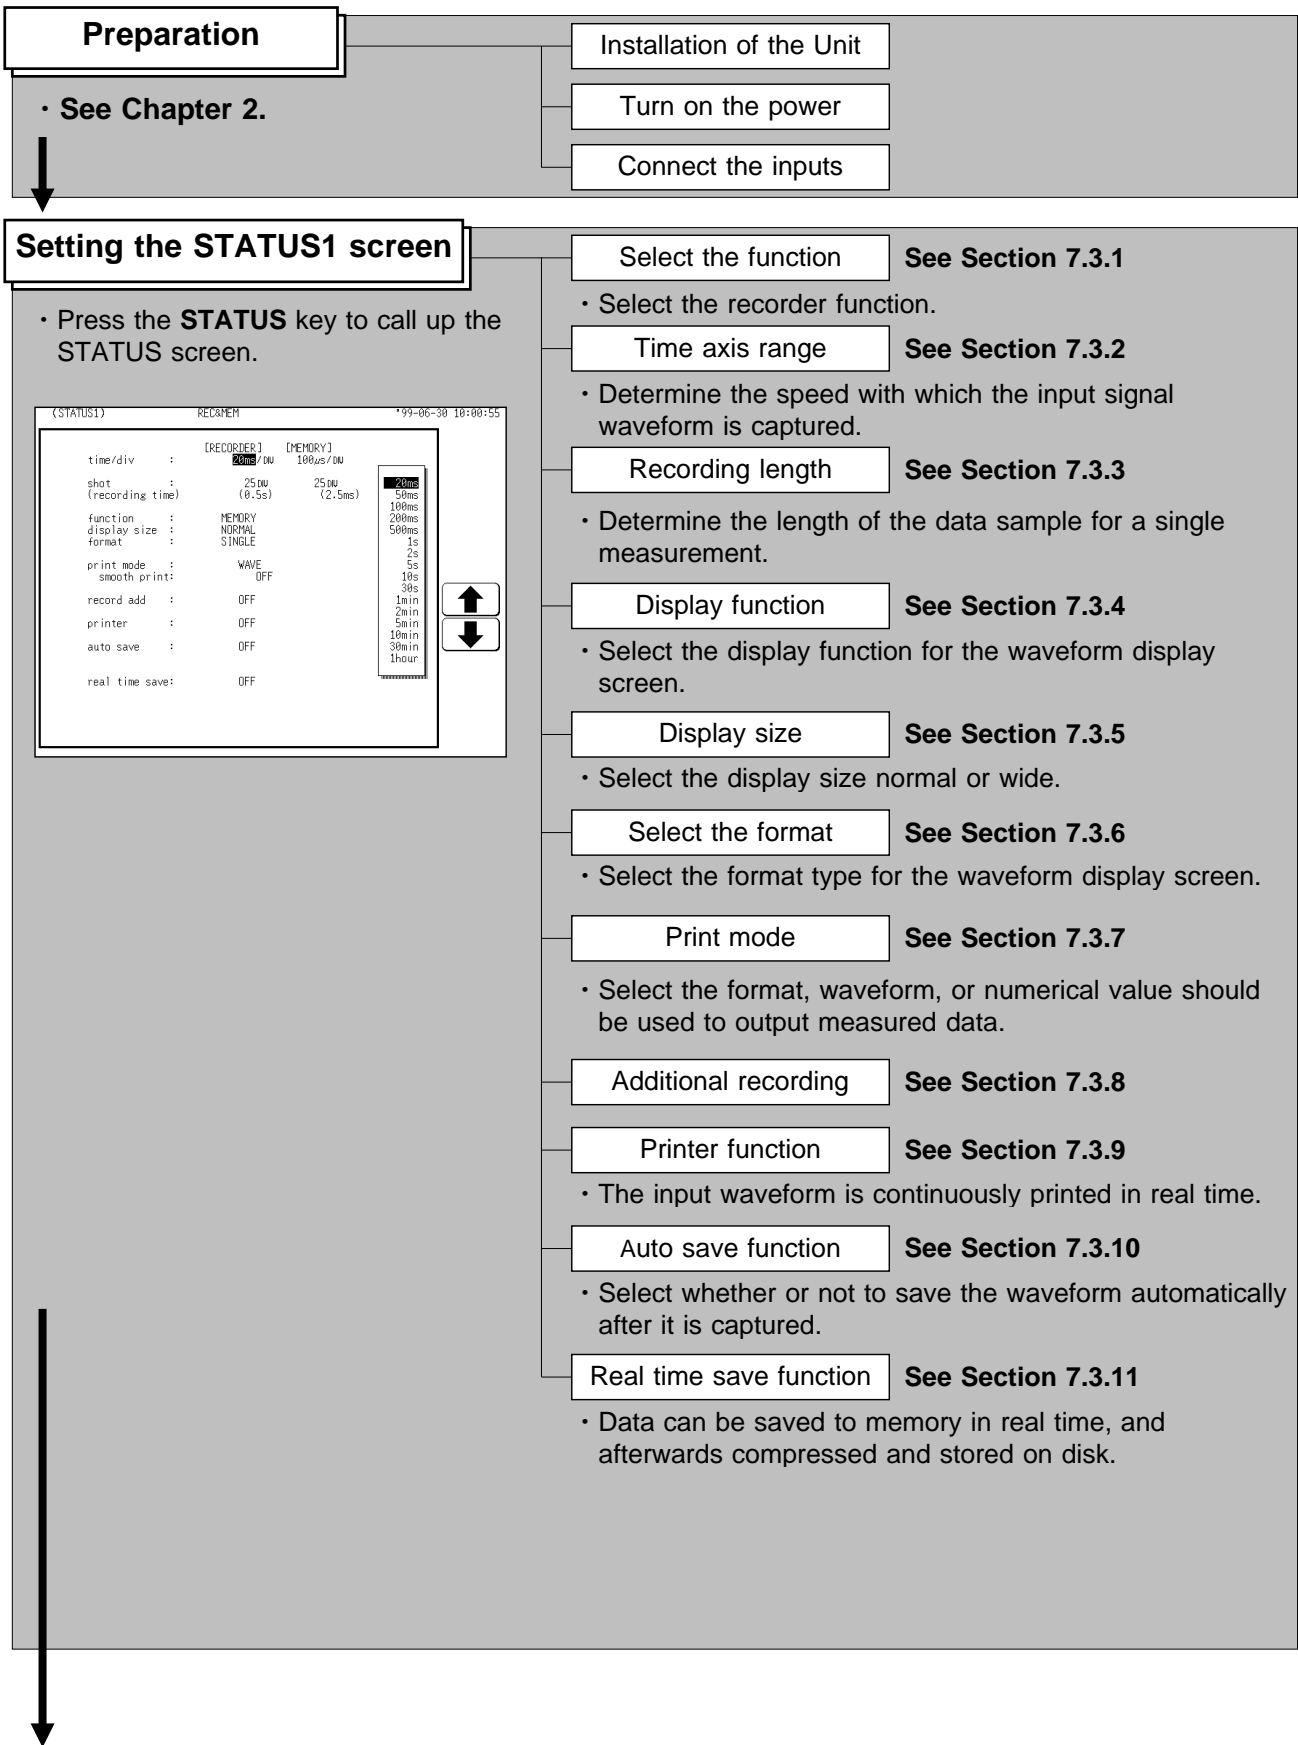 Preparation
Installation of the Unit
・See Chapter 2.
Turn on the power
Connect the inputs
Setting the STATUS1 screen
・Press the STATUS key to call up the
STATUS screen.
(STATUS1) REC&MEM '99-06-30 10:00:55
[RECORDER] [MEMORY]
time/div : 20ms/DIV 100µs/DIV
shot : 25DIV 25DIV
(recording time) (0.5s) (2.5ms)
function : MEMORY
display size : NORMAL
format : SINGLE
print mode : WAVE
smooth print: OFF
record add : OFF
printer : OFF
auto save : OFF
real time save: OFF
20ms
50ms
100ms
200ms
500ms
1s
2s
5s
10s
30s
1min
2min
5min
10min
30min
1hour
Select the function See Section 7.3.1
・Select the recorder function.
Time axis range See Section 7.3.2
・Determine the speed with which the input signal
waveform is captured.
Recording length See Section 7.3.3
・Determine the length of the data sample for a single
measurement.
Display function See Section 7.3.4
・Select the display function for the waveform display
screen.
Display size See Section 7.3.5
・Select the display size normal or wide.
Select the format See Section 7.3.6
・Select the format type for the waveform display screen.
Print mode See Section 7.3.7
・Select the format, waveform, or numerical value should
be used to output measured data.
Additional recording See Section 7.3.8
Printer function See Section 7.3.9
・The input waveform is continuously printed in real time.
Auto save function See Section 7.3.10
・Select whether or not to save the waveform automatically
after it is captured.
Real time save function See Section 7.3.11
・Data can be saved to memory in real time, and
afterwards compressed and stored on disk.